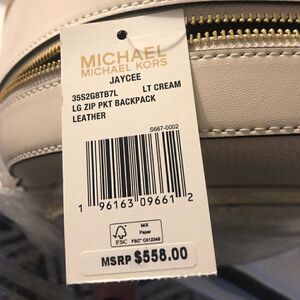 MICHAEL
MICHAEL KORS
JAYCEE
35S2G8TB7L LT CREAM
LG ZIP PKT BACKPACK
LEATHER
S667-0002
1 96163 09661 2
FSC
MIX
Paper
FSC® C912348
MSRP $558.00